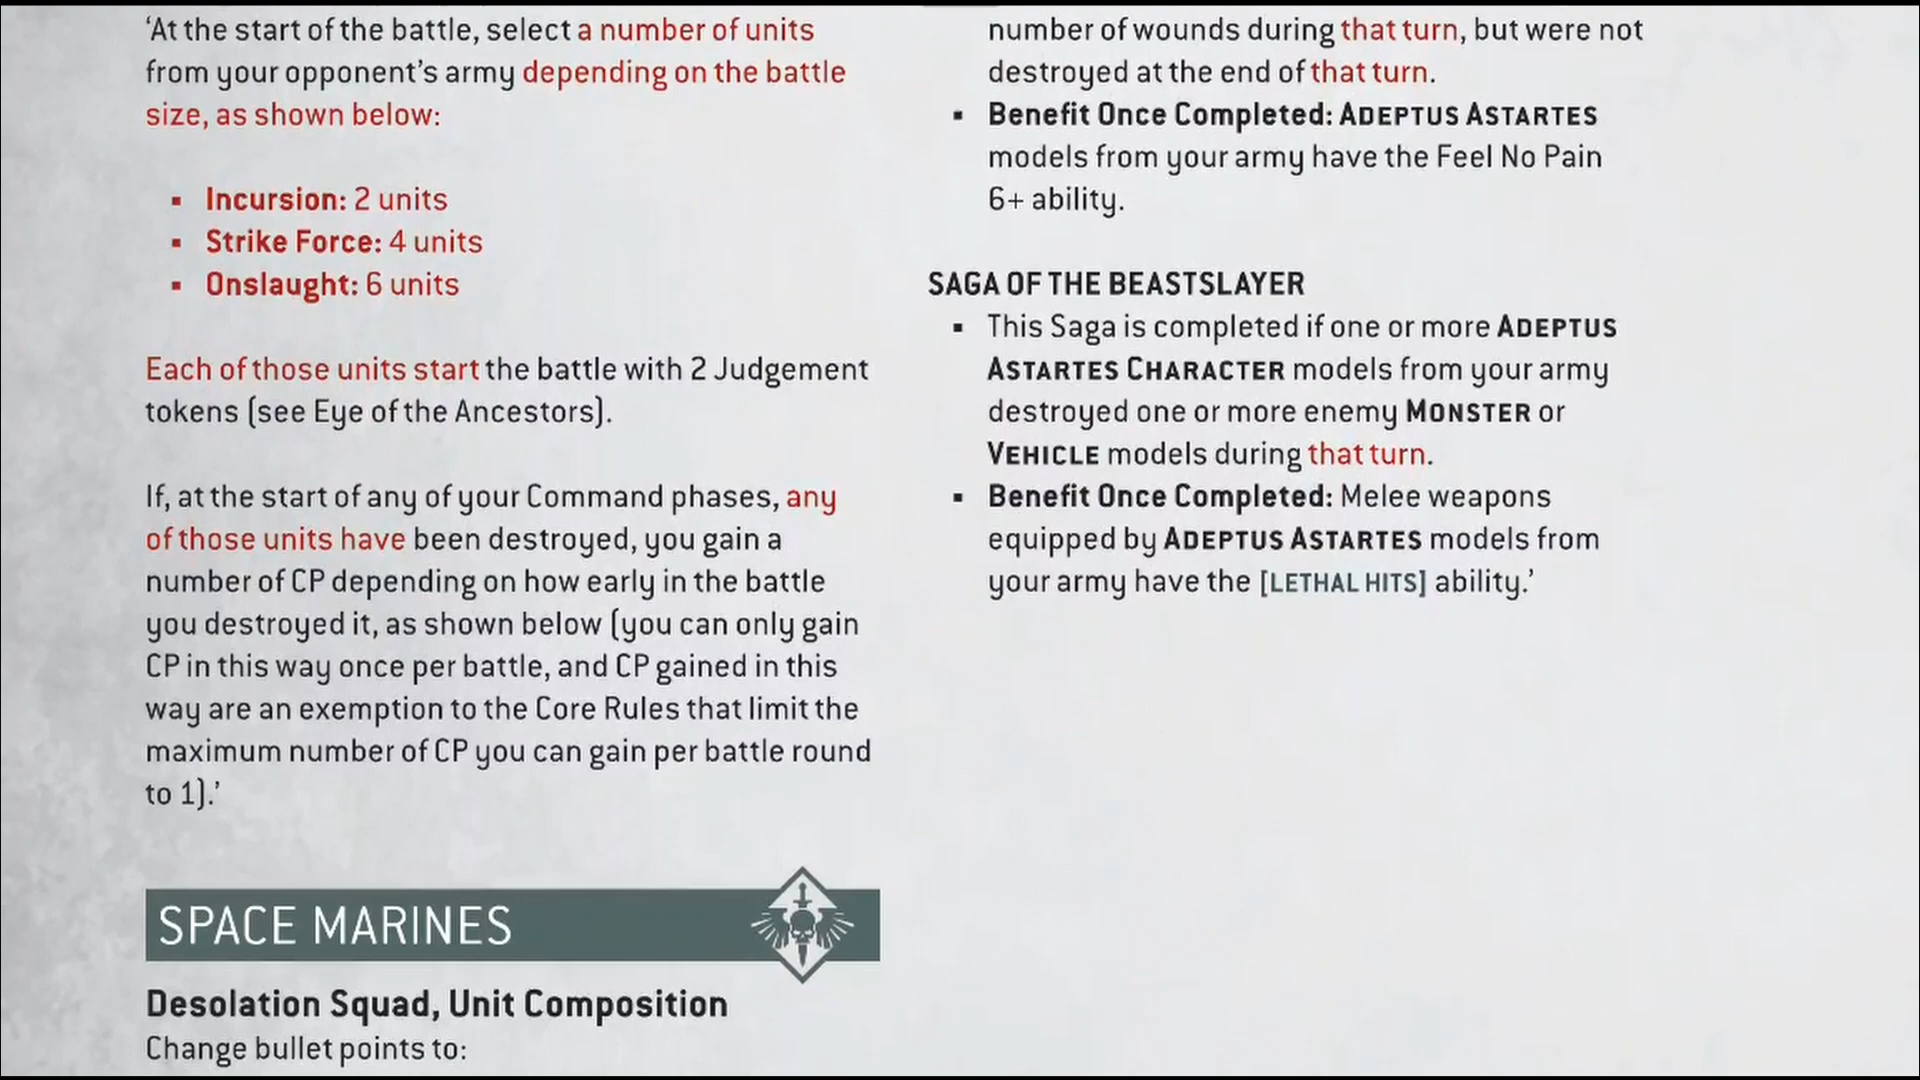 ‘At the start of the battle, select a number of units
from your opponent’s army depending on the battle
size, as shown below:
▪ Incursion: 2 units
▪ Strike Force: 4 units
▪ Onslaught: 6 units
Each of those units start the battle with 2 Judgement
tokens (see Eye of the Ancestors).
If, at the start of any of your Command phases, any
of those units have been destroyed, you gain a
number of CP depending on how early in the battle
you destroyed it, as shown below (you can only gain
CP in this way once per battle, and CP gained in this
way are an exemption to the Core Rules that limit the
maximum number of CP you can gain per battle round
to 1).’
SPACE MARINES
Desolation Squad, Unit Composition
Change bullet points to:
number of wounds during that turn, but were not
destroyed at the end of that turn.
▪ Benefit Once Completed: ADEPTUS ASTARTES
models from your army have the Feel No Pain
6+ ability.
SAGA OF THE BEASTSLAYER
▪ This Saga is completed if one or more ADEPTUS
ASTARTES CHARACTER models from your army
destroyed one or more enemy MONSTER or
VEHICLE models during that turn.
▪ Benefit Once Completed: Melee weapons
equipped by ADEPTUS ASTARTES models from
your army have the [LETHAL HITS] ability.’